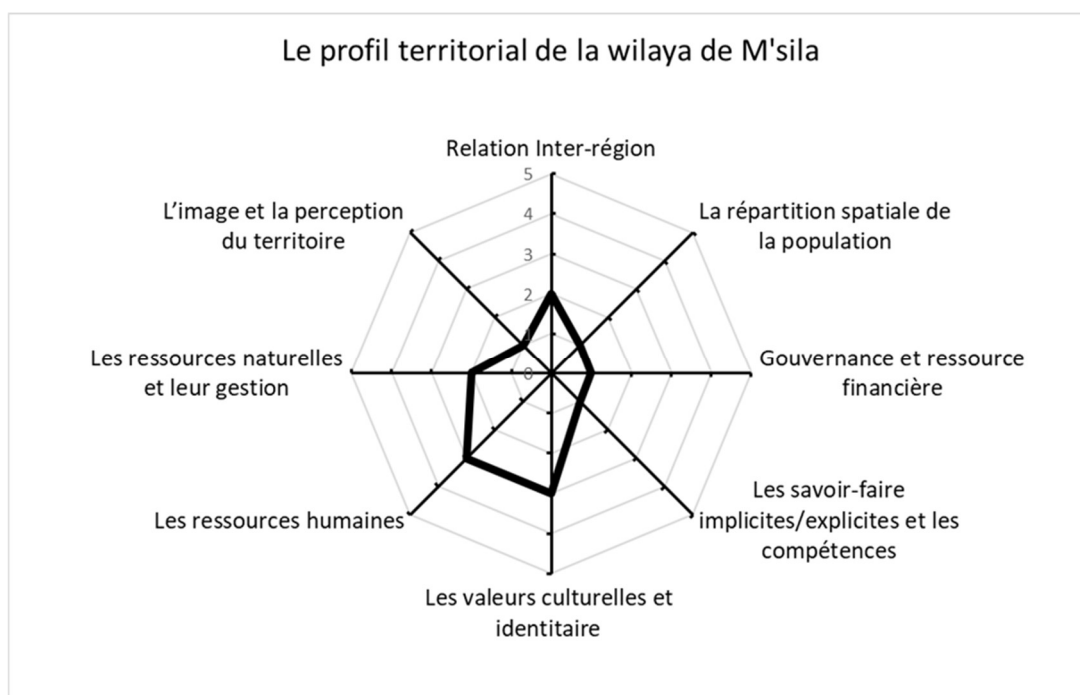 Le profil territorial de la wilaya de M'sila
Relation Inter-région
5
4
3
2
1
0
La répartition spatiale de
la population
Gouvernance et ressource
financière
Les savoir-faire
implicites/explicites et les
compétences
Les valeurs culturelles et
identitaire
Les ressources humaines
Les ressources naturelles
et leur gestion
L’image et la perception
du territoire